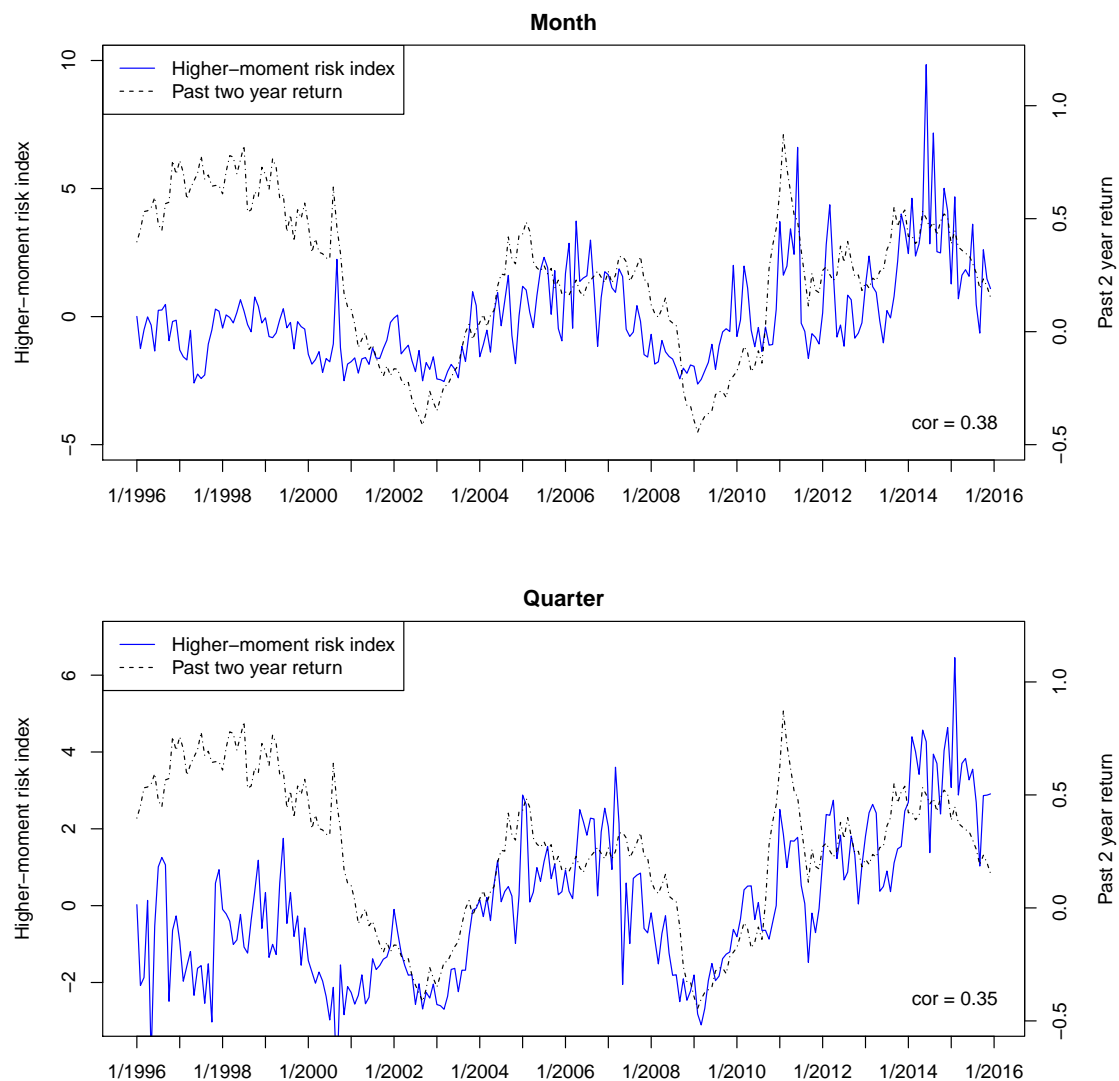 Month
Higher−moment risk index
Past two year return
10
5
0
−5
Higher−moment risk index
1.0
0.5
0.0
−0.5
Past 2 year return
cor = 0.38
1/1996 1/1998 1/2000 1/2002 1/2004 1/2006 1/2008 1/2010 1/2012 1/2014 1/2016
Quarter
Higher−moment risk index
Past two year return
6
4
2
0
−2
Higher−moment risk index
1.0
0.5
0.0
−0.5
Past 2 year return
cor = 0.35
1/1996 1/1998 1/2000 1/2002 1/2004 1/2006 1/2008 1/2010 1/2012 1/2014 1/2016